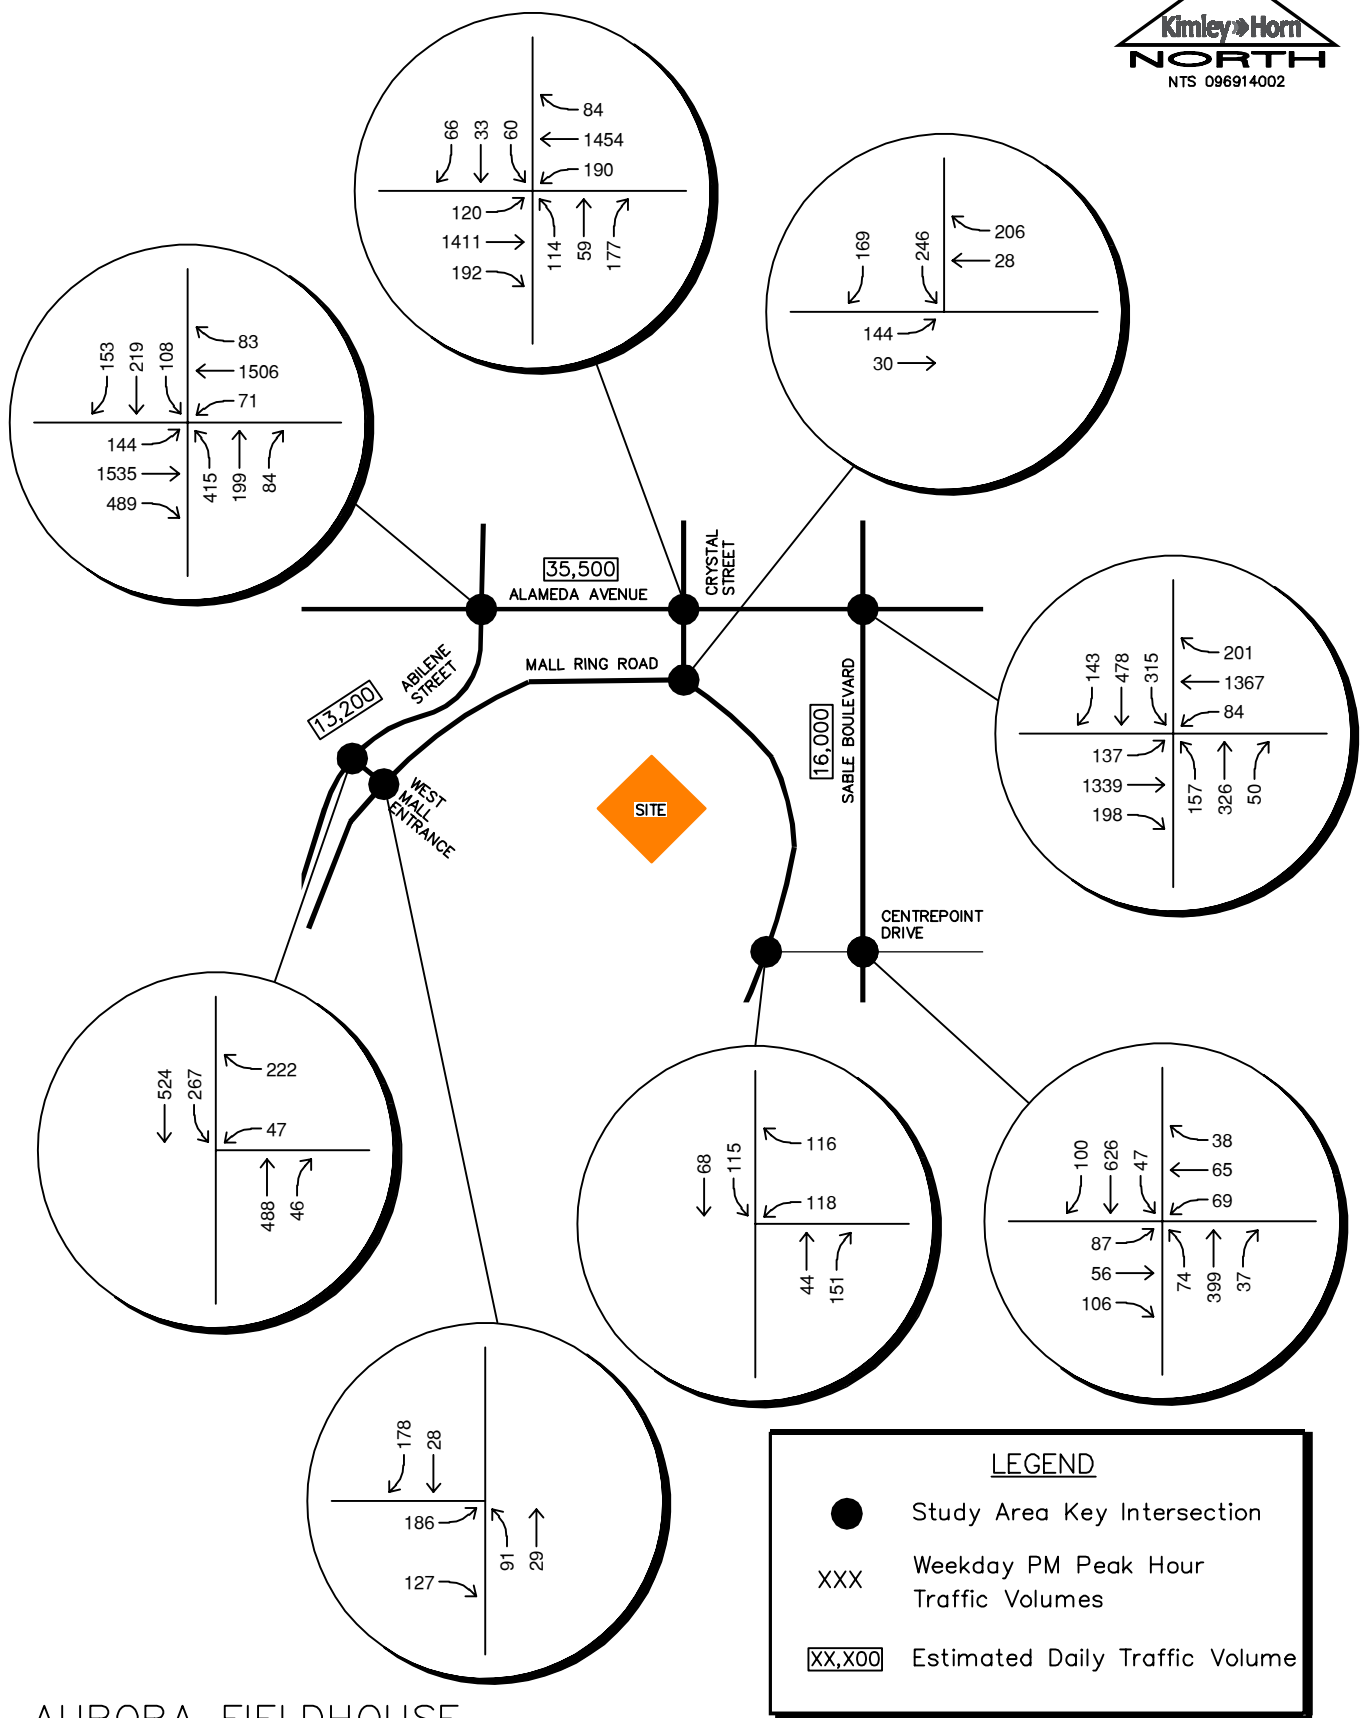 Kimley»Horn
NORTH
NTS 096914002
66 33 60
84
1454
190
120
1411
192
114 59 177
169 246
206
28
144
30
153 219 108
83
1506
71
144
1535
489
415 199 84
35,500
ALAMEDA AVENUE
CRYSTAL
STREET
MALL RING ROAD
ABILENE
STREET
13,200
WEST
MALL
ENTRANCE
SITE
16,000
SABLE BOULEVARD
CENTREPOINT
DRIVE
143 478 315
201
1367
84
137
1339
198
157 326 50
524 267
222
47
488 46
68 115
116
118
44 151
100 626 47
38
65
69
87
56
106
74 399 37
178 28
186
127
91 29
LEGEND
Study Area Key Intersection
XXX Weekday PM Peak Hour
Traffic Volumes
XX,X00 Estimated Daily Traffic Volume
AURORA FIELDHOUSE